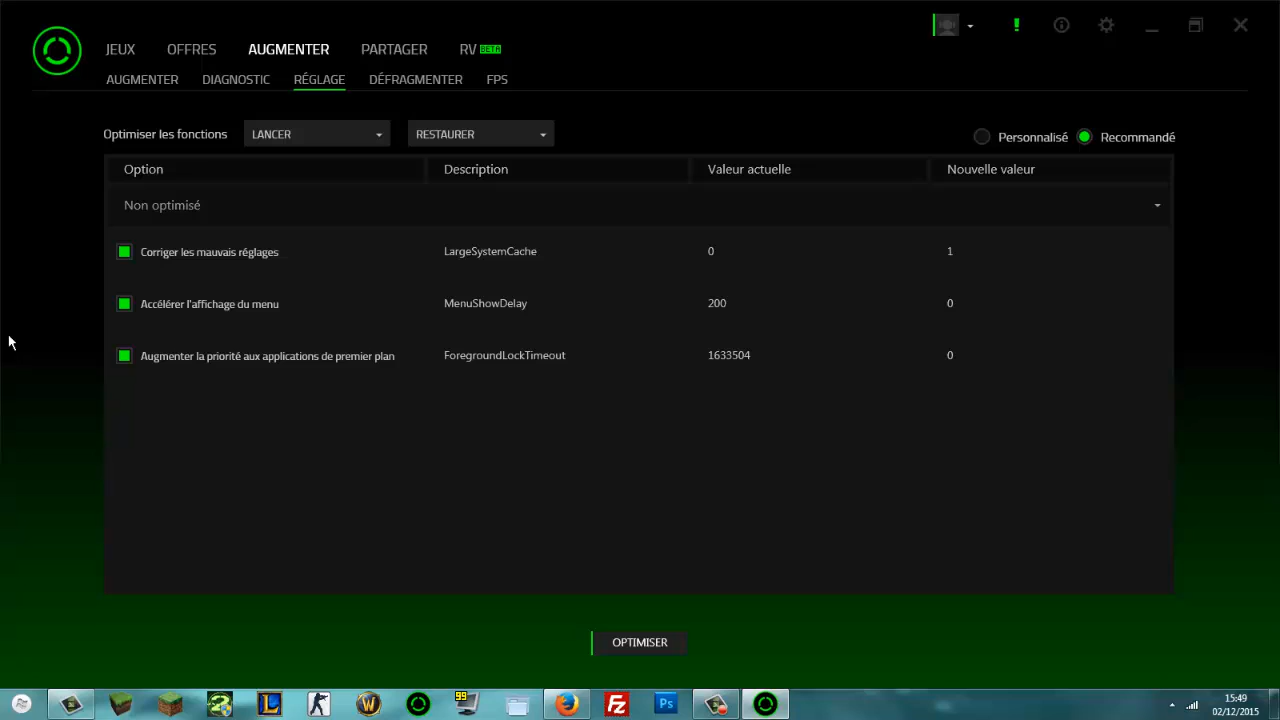 JEUX OFFRES AUGMENTER PARTAGER RV BETA
AUGMENTER DIAGNOSTIC RÉGLAGE DÉFRAGMENTER FPS
Optimiser les fonctions LANCER RESTAURER Personnalisé Recommandé
Option Description Valeur actuelle Nouvelle valeur
Non optimisé
Corriger les mauvais réglages LargeSystemCache 0 1
Accélérer l'affichage du menu MenuShowDelay 200 0
Augmenter la priorité aux applications de premier plan ForegroundLockTimeout 1633504 0
OPTIMISER
99
Fz
Ps
15:49
02/12/2015